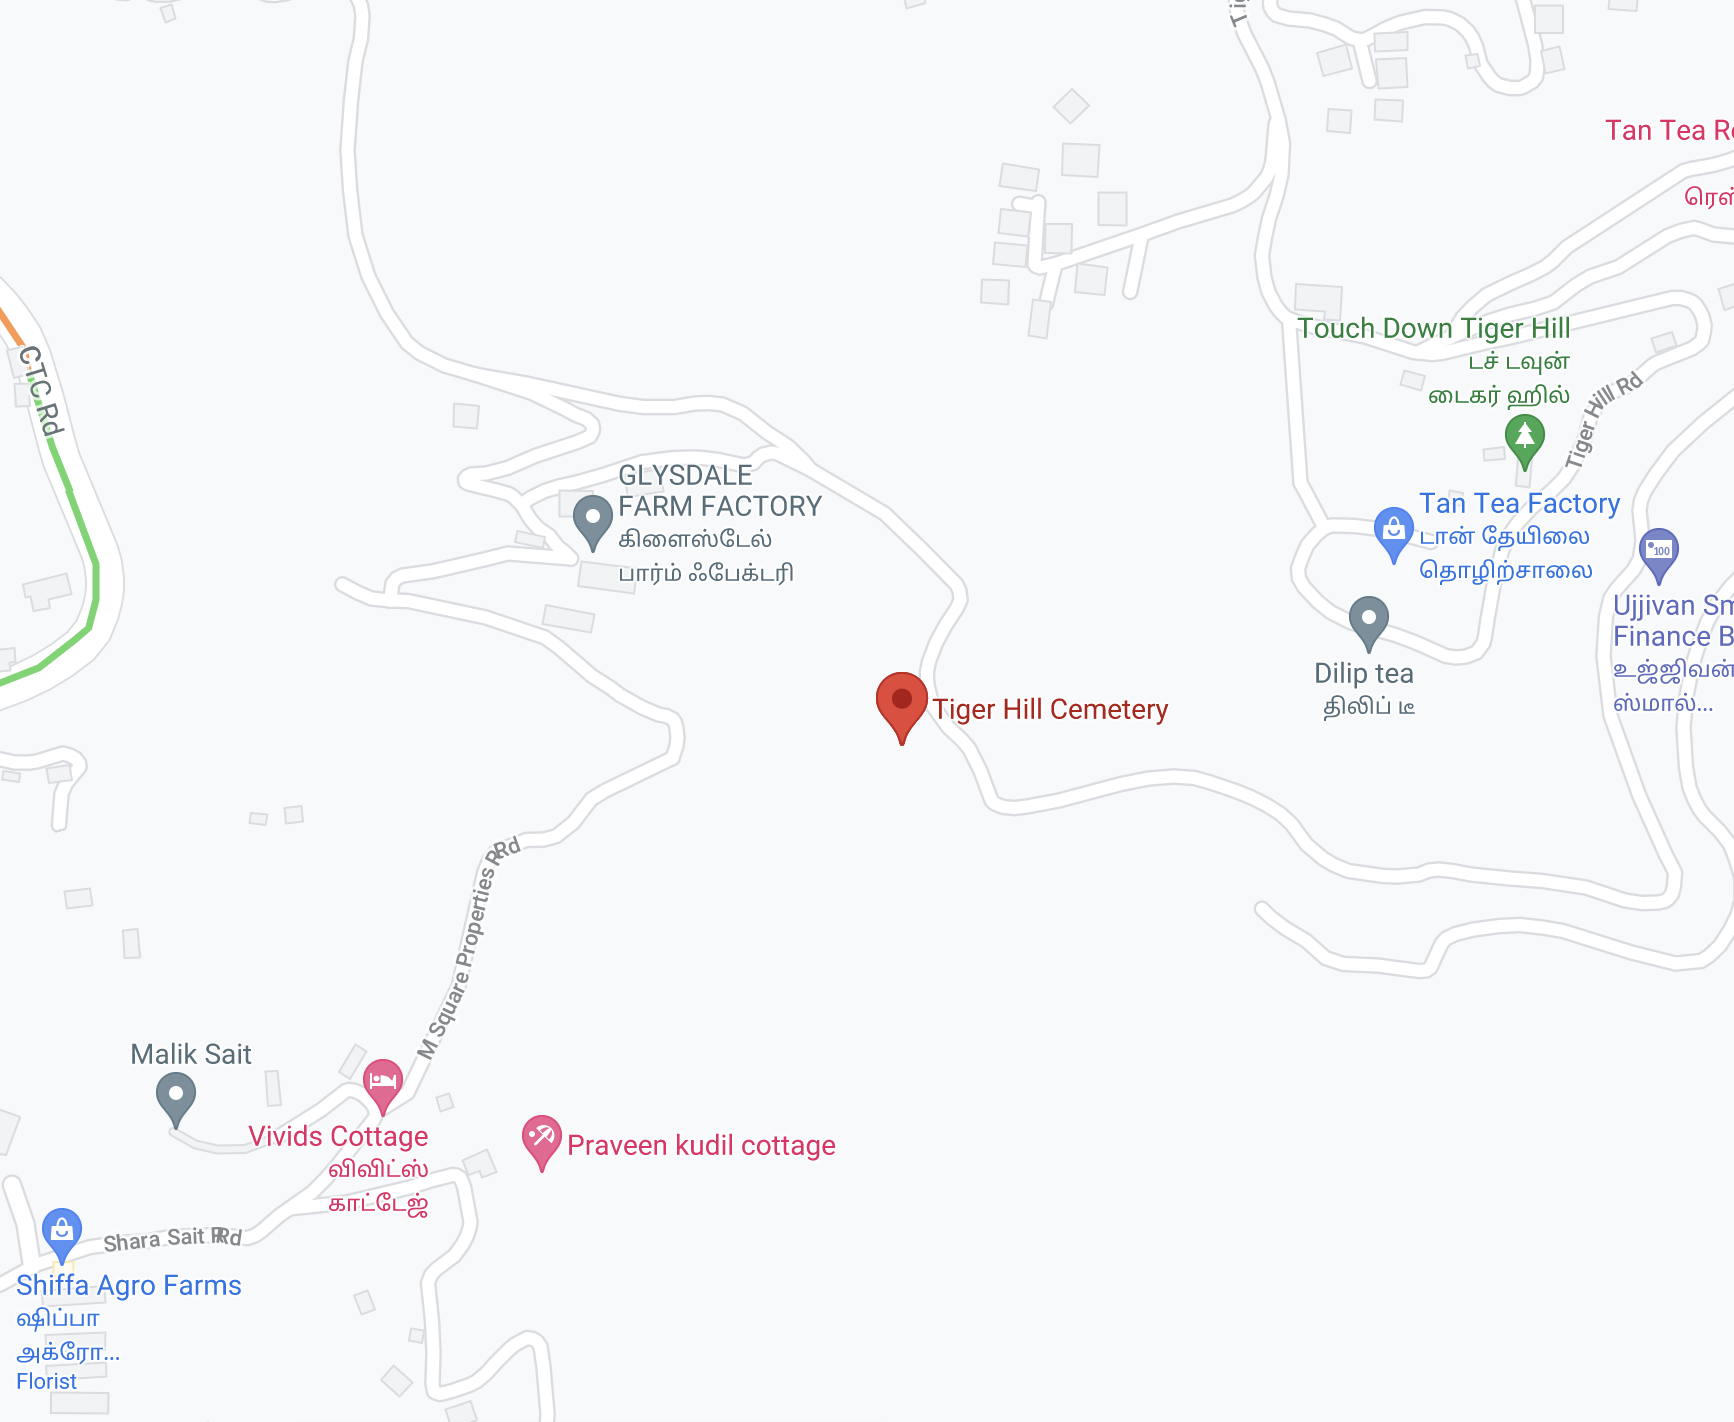 Tan Tea
CTC Rd
Touch Down Tiger Hill
டச் டவுன்
டைகர் ஹில்
Tiger Hill Rd
GLYSDALE
FARM FACTORY
கிளைஸ்டேல்
பார்ம் ஃபேக்டரி
Tan Tea Factory
டான் தேயிலை
தொழிற்சாலை
100
Ujjivan
Finance
உஜ்ஜிவன்
ஸ்மால்...
Dilip tea
திலிப் டீ
Tiger Hill Cemetery
M Square Properties Rd
Malik Sait
Vivids Cottage
விவிட்ஸ்
காட்டேஜ்
Praveen kudil cottage
Shara Sait Rd
Shiffa Agro Farms
ஷிப்பா
அக்ரோ...
Florist